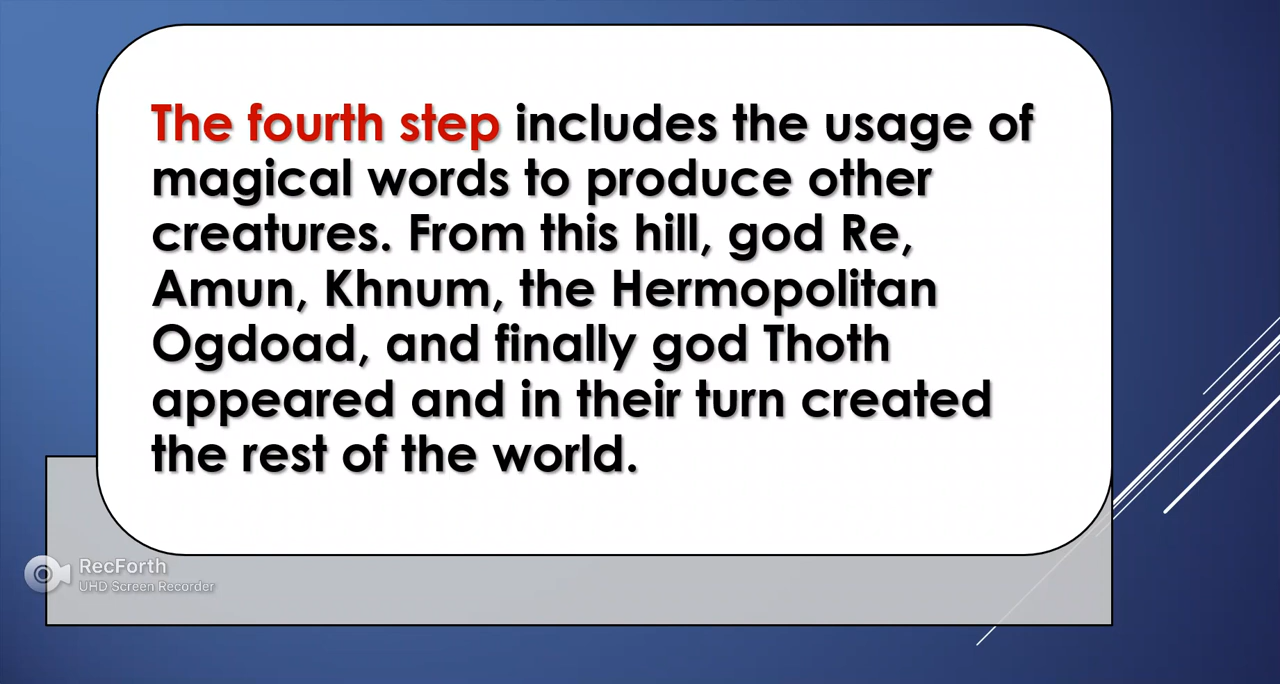 The fourth step includes the usage of
magical words to produce other
creatures. From this hill, god Re,
Amun, Khnum, the Hermopolitan
Ogdoad, and finally god Thoth
appeared and in their turn created
the rest of the world.
RecForth
UHD Screen Recorder